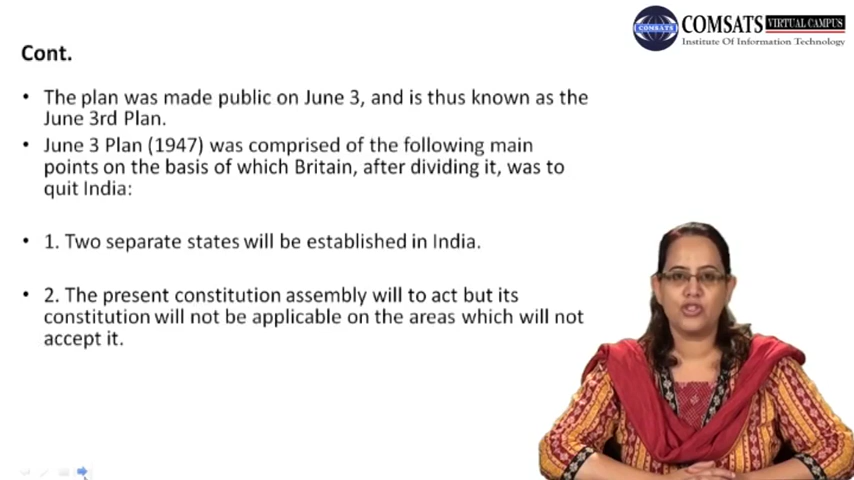 COMSATS VIRTUAL CAMPUS
COMSATS
Institute Of Information Technology
Cont.
• The plan was made public on June 3, and is thus known as the
June 3rd Plan.
• June 3 Plan (1947) was comprised of the following main
points on the basis of which Britain, after dividing it, was to
quit India:
• 1. Two separate states will be established in India.
• 2. The present constitution assembly will to act but its
constitution will not be applicable on the areas which will not
accept it.